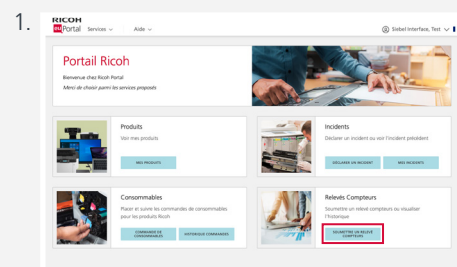 1.
RICOH
Portal
Services
Aide
Siebel Interface, Test
Portail Ricoh
Bienvenue chez Ricoh Portal
Merci de choisir parmi les services proposés
Produits
Voir mes produits
MES PRODUITS
Incidents
Déclarer un incident ou voir l'incident précédent
DÉCLARER UN INCIDENT
MES INCIDENTS
Consommables
Placer et suivre les commandes de consommables
pour les produits Ricoh
COMMANDE DE
CONSOMMABLES
HISTORIQUE COMMANDES
Relevés Compteurs
Soumettre un relevé compteurs ou visualiser
l'historique
SOUMETTRE UN RELEVÉ
COMPTEURS